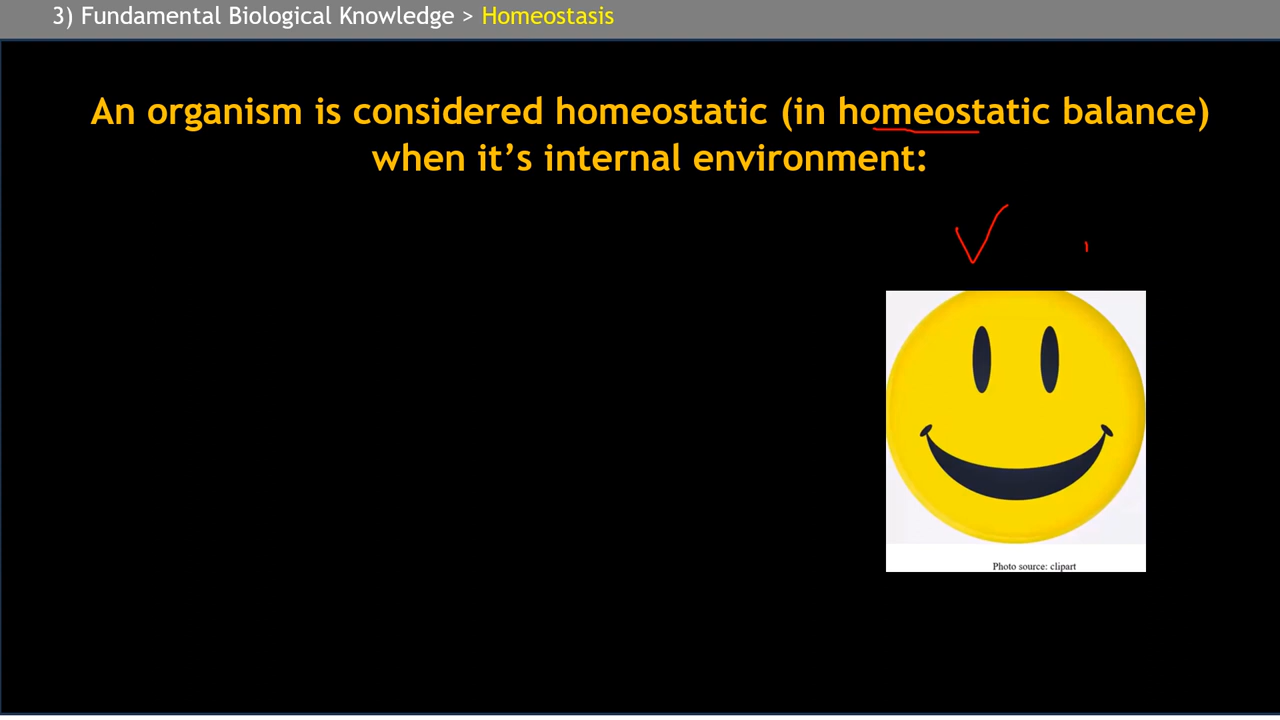 3) Fundamental Biological Knowledge > Homeostasis
An organism is considered homeostatic (in homeostatic balance)
when it’s internal environment:
Photo source: clipart